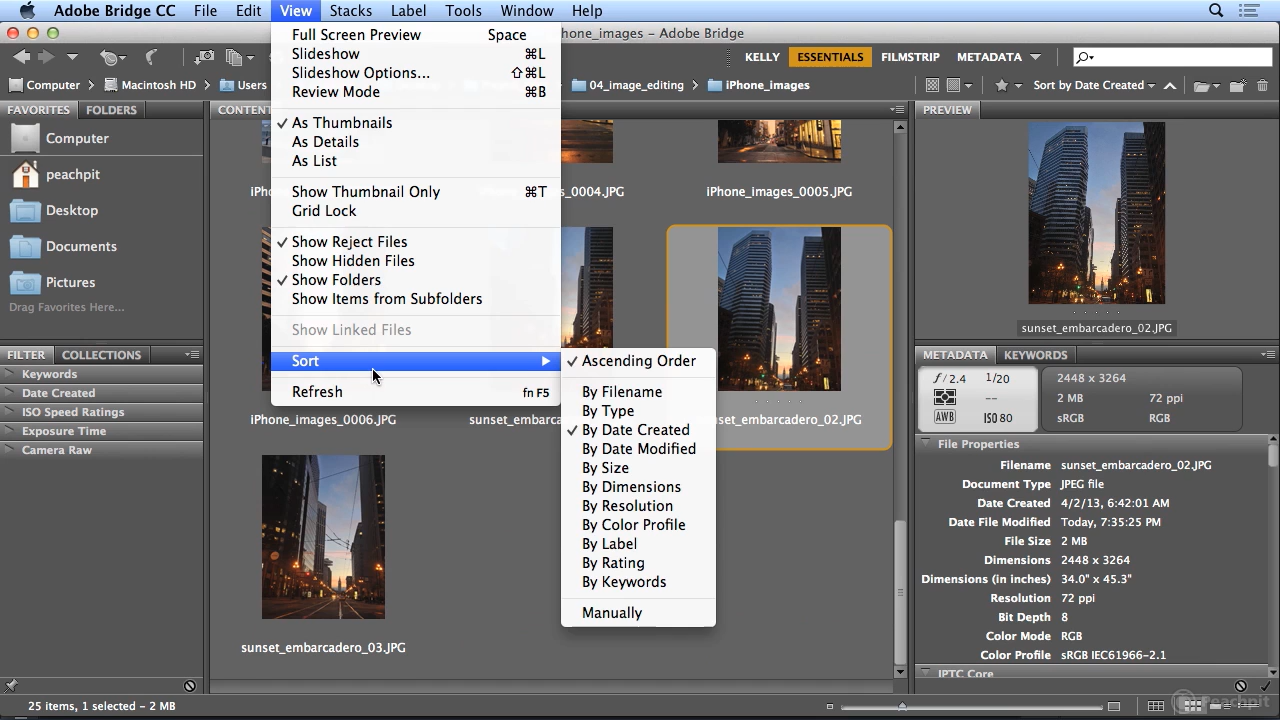 Adobe Bridge CC File Edit View Stacks Label Tools Window Help
hone_images – Adobe Bridge
KELLY ESSENTIALS FILMSTRIP METADATA
Computer Macintosh HD Users 04_image_editing iPhone_images
Sort by Date Created
FAVORITES FOLDERS
Computer
peachpit
Desktop
Documents
Pictures
Drag Favorites Here...
FILTER COLLECTIONS
Keywords
Date Created
ISO Speed Ratings
Exposure Time
Camera Raw
Full Screen Preview Space
Slideshow ⌘L
Slideshow Options... ⇧⌘L
Review Mode ⌘B
✓ As Thumbnails
As Details
As List
Show Thumbnail Only ⌘T
Grid Lock
✓ Show Reject Files
Show Hidden Files
✓ Show Folders
Show Items from Subfolders
Show Linked Files
Sort
Refresh fn F5
✓ Ascending Order
By Filename
By Type
✓ By Date Created
By Date Modified
By Size
By Dimensions
By Resolution
By Color Profile
By Label
By Rating
By Keywords
Manually
CONTEN
iPh
_0004.JPG
iPhone_images_0005.JPG
iPhone_images_0006.JPG
sunset_embarca
set_embarcadero_02.JPG
sunset_embarcadero_03.JPG
PREVIEW
sunset_embarcadero_02.JPG
METADATA KEYWORDS
ƒ/2.4 1/20
--
AWB ISO 80
2448 x 3264
2 MB 72 ppi
sRGB RGB
File Properties
Filename sunset_embarcadero_02.JPG
Document Type JPEG file
Date Created 4/2/13, 6:42:01 AM
Date File Modified Today, 7:35:25 PM
File Size 2 MB
Dimensions 2448 x 3264
Dimensions (in inches) 34.0" x 45.3"
Resolution 72 ppi
Bit Depth 8
Color Mode RGB
Color Profile sRGB IEC61966-2.1
IPTC Core
25 items, 1 selected – 2 MB
Peachpit